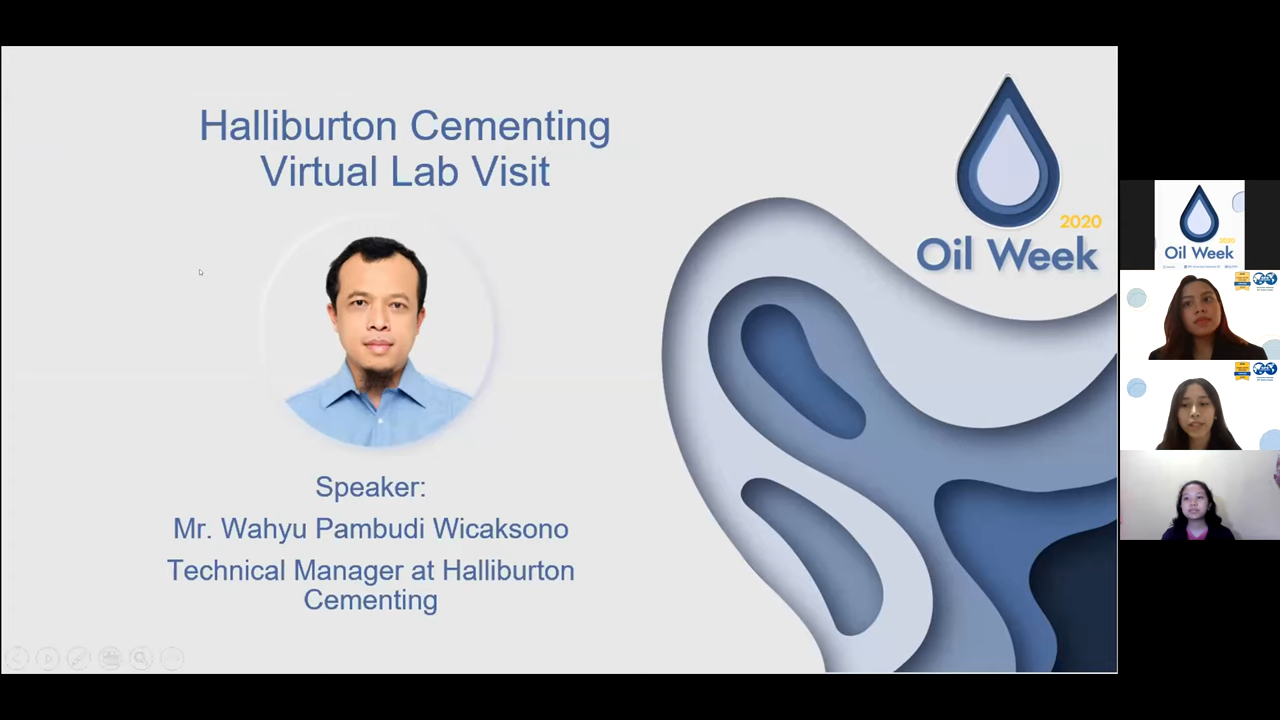 Halliburton Cementing
Virtual Lab Visit
2020
Oil Week
Speaker:
Mr. Wahyu Pambudi Wicaksono
Technical Manager at Halliburton
Cementing
2020
Oil Week